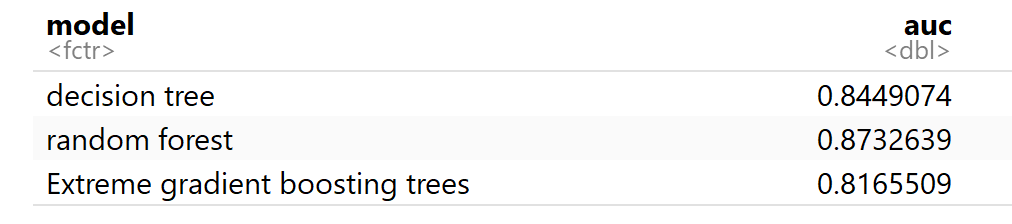 model auc
<fctr> <dbl>
decision tree 0.8449074
random forest 0.8732639
Extreme gradient boosting trees 0.8165509